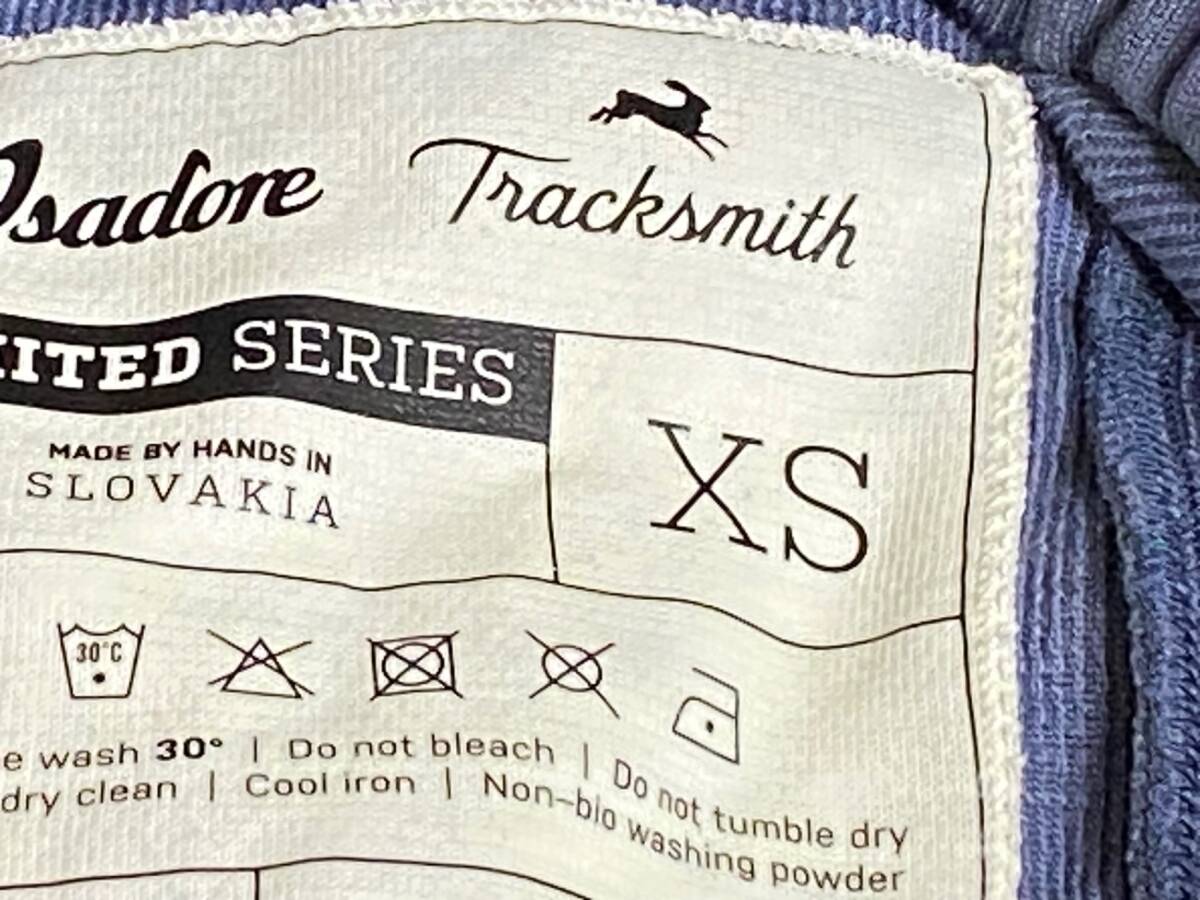 Isadore Tracksmith
LIMITED SERIES
MADE BY HANDS IN
SLOVAKIA
XS
30°C
e wash 30° | Do not bleach | Do not tumble dry
dry clean | Cool iron | Non-bio washing powder